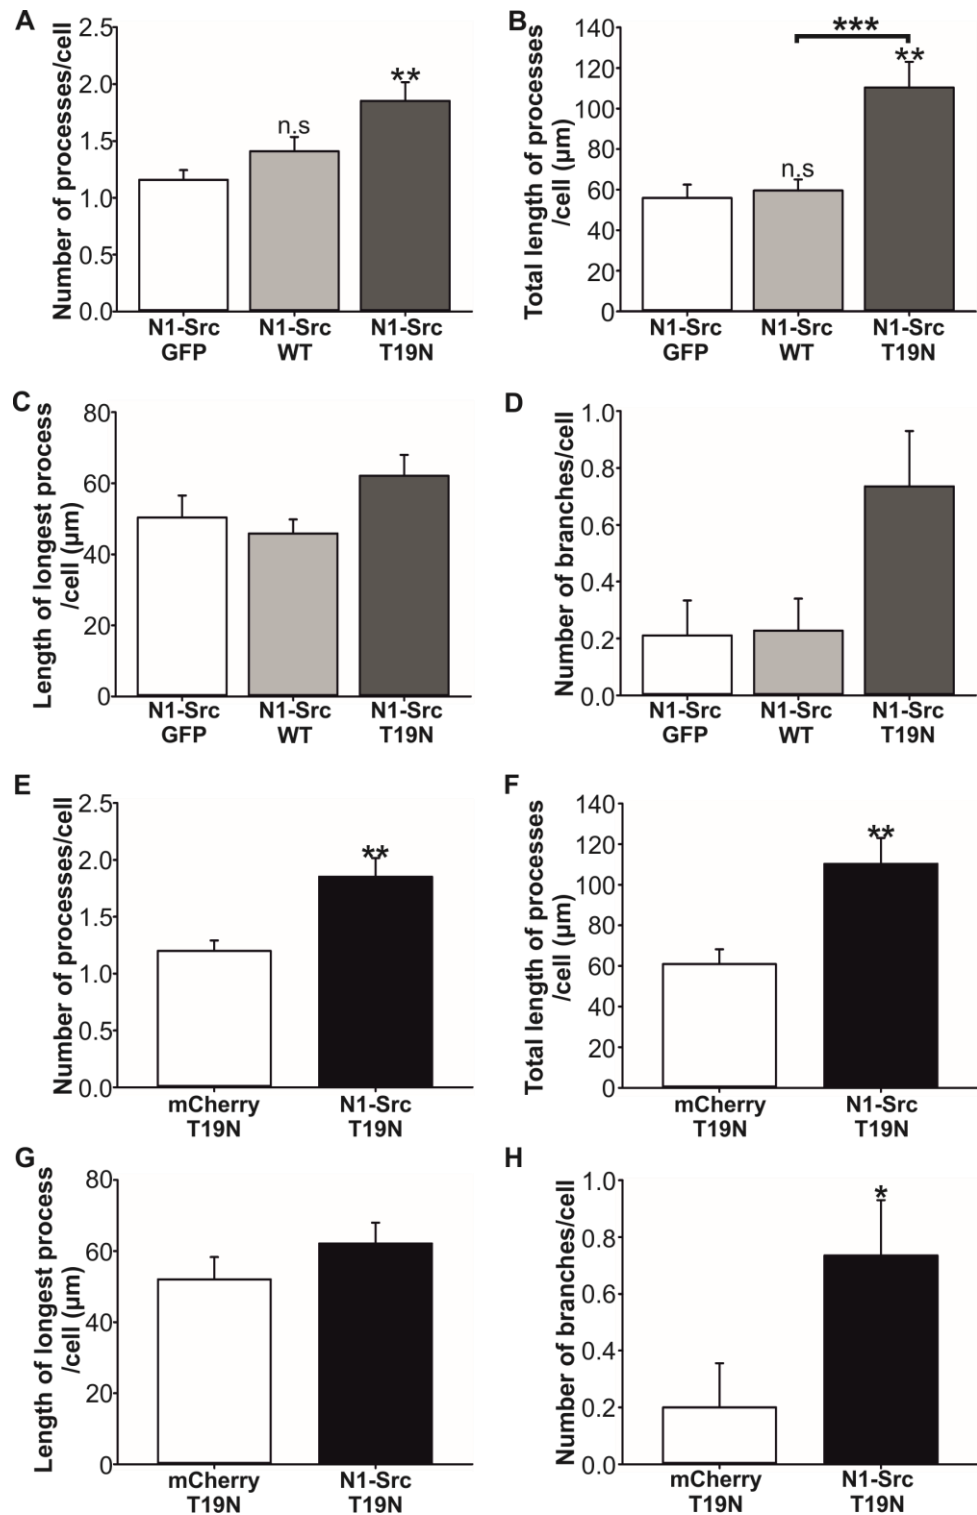 A
Number of processes/cell
2.5
2.0
1.5
1.0
0.5
0.0
n.s
**
N1-Src
GFP
N1-Src
WT
N1-Src
T19N
B
Total length of processes
/cell (µm)
140
120
100
80
60
40
20
0
n.s
***
**
N1-Src
GFP
N1-Src
WT
N1-Src
T19N
C
Length of longest process
/cell (µm)
80
60
40
20
0
N1-Src
GFP
N1-Src
WT
N1-Src
T19N
D
Number of branches/cell
1.0
0.8
0.6
0.4
0.2
0.0
N1-Src
GFP
N1-Src
WT
N1-Src
T19N
E
Number of processes/cell
2.5
2.0
1.5
1.0
0.5
0.0
**
mCherry
T19N
N1-Src
T19N
F
Total length of processes
/cell (µm)
140
120
100
80
60
40
20
0
**
mCherry
T19N
N1-Src
T19N
G
Length of longest process
/cell (µm)
80
60
40
20
0
mCherry
T19N
N1-Src
T19N
H
Number of branches/cell
1.0
0.8
0.6
0.4
0.2
0.0
*
mCherry
T19N
N1-Src
T19N